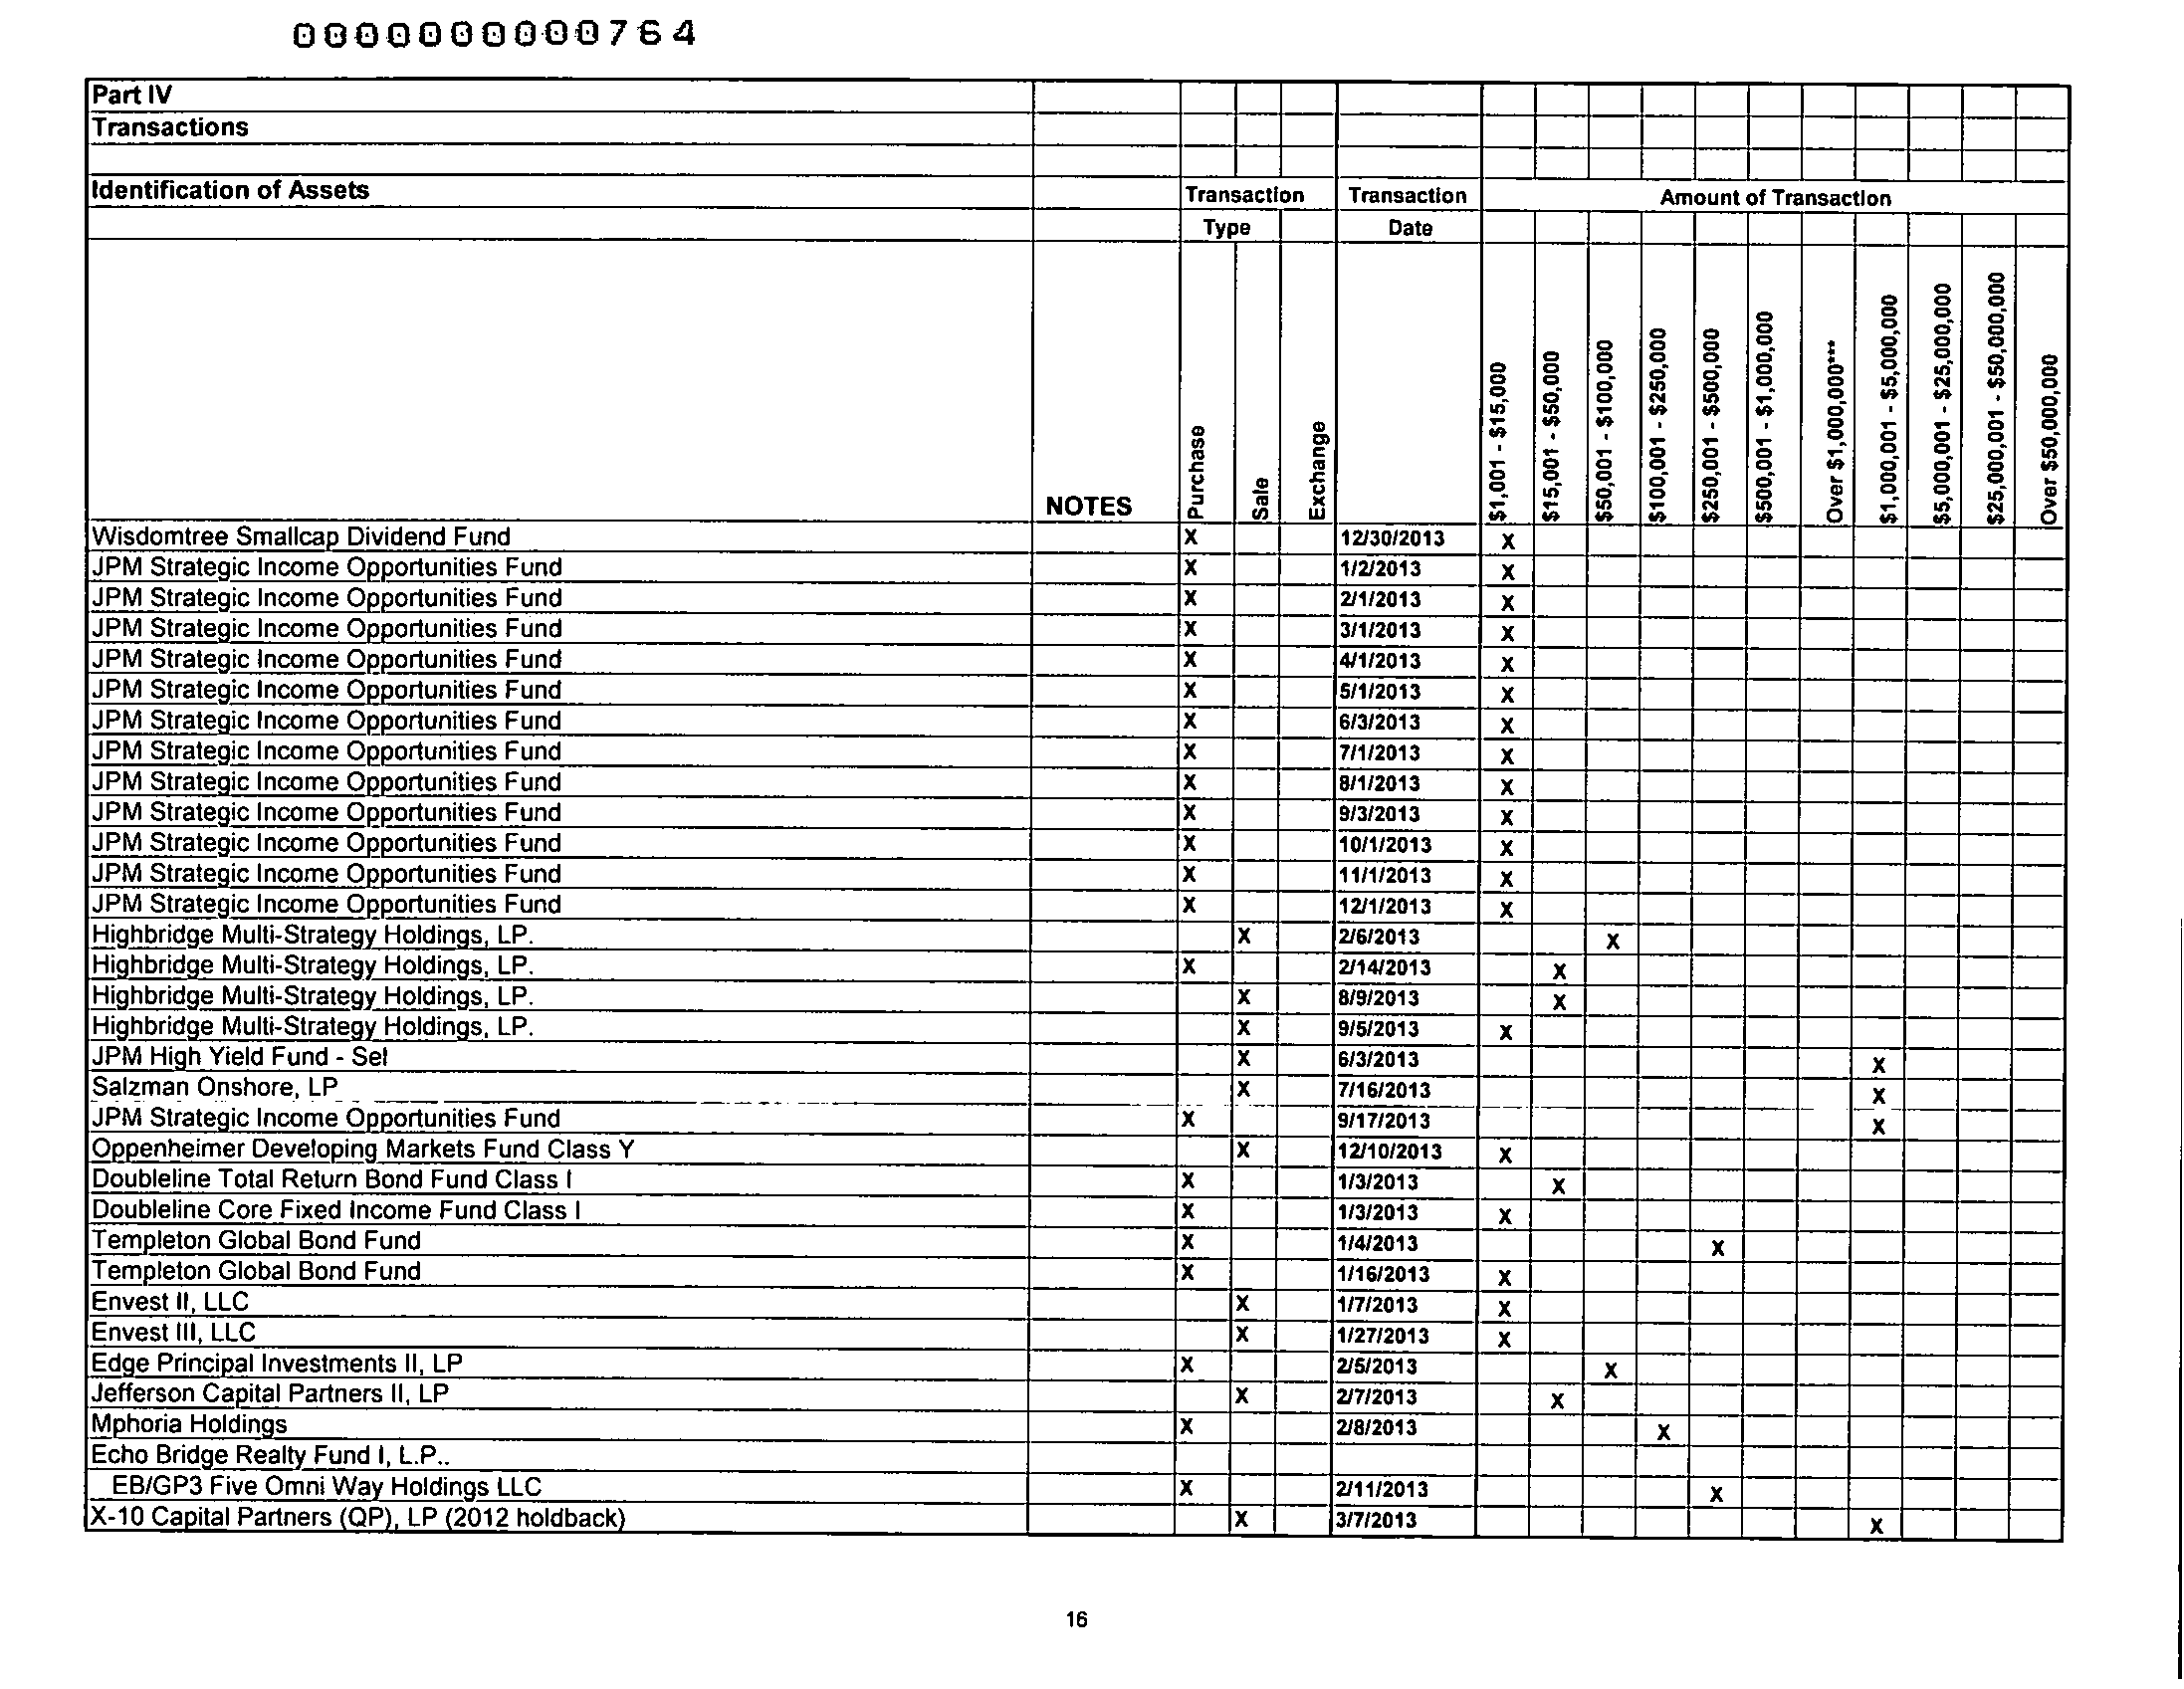 0000000000764
Part IV
Transactions
Identification of Assets Transaction Transaction Amount of Transaction
Type Date
NOTES Purchase Sale Exchange $1,001 - $15,000 $15,001 - $50,000 $50,001 - $100,000 $100,001 - $250,000 $250,001 - $500,000 $500,001 - $1,000,000 Over $1,000,000*** $1,000,001 - $5,000,000 $5,000,001 - $25,000,000 $25,000,001 - $50,000,000 Over $50,000,000
Wisdomtree Smallcap Dividend Fund X 12/30/2013 X
JPM Strategic Income Opportunities Fund X 1/2/2013 X
JPM Strategic Income Opportunities Fund X 2/1/2013 X
JPM Strategic Income Opportunities Fund X 3/1/2013 X
JPM Strategic Income Opportunities Fund X 4/1/2013 X
JPM Strategic Income Opportunities Fund X 5/1/2013 X
JPM Strategic Income Opportunities Fund X 6/3/2013 X
JPM Strategic Income Opportunities Fund X 7/1/2013 X
JPM Strategic Income Opportunities Fund X 8/1/2013 X
JPM Strategic Income Opportunities Fund X 9/3/2013 X
JPM Strategic Income Opportunities Fund X 10/1/2013 X
JPM Strategic Income Opportunities Fund X 11/1/2013 X
JPM Strategic Income Opportunities Fund X 12/1/2013 X
Highbridge Multi-Strategy Holdings, LP. X 2/6/2013 X
Highbridge Multi-Strategy Holdings, LP. X 2/14/2013 X
Highbridge Multi-Strategy Holdings, LP. X 8/9/2013 X
Highbridge Multi-Strategy Holdings, LP. X 9/5/2013 X
JPM High Yield Fund - Sel X 6/3/2013 X
Salzman Onshore, LP X 7/16/2013 X
JPM Strategic Income Opportunities Fund X 9/17/2013 X
Oppenheimer Developing Markets Fund Class Y X 12/10/2013 X
Doubleline Total Return Bond Fund Class I X 1/3/2013 X
Doubleline Core Fixed Income Fund Class I X 1/3/2013 X
Templeton Global Bond Fund X 1/4/2013 X
Templeton Global Bond Fund X 1/16/2013 X
Envest II, LLC X 1/7/2013 X
Envest III, LLC X 1/27/2013 X
Edge Principal Investments II, LP X 2/5/2013 X
Jefferson Capital Partners II, LP X 2/7/2013 X
Mphoria Holdings X 2/8/2013 X
Echo Bridge Realty Fund I, L.P..
EB/GP3 Five Omni Way Holdings LLC X 2/11/2013 X
X-10 Capital Partners (QP), LP (2012 holdback) X 3/7/2013 X
16